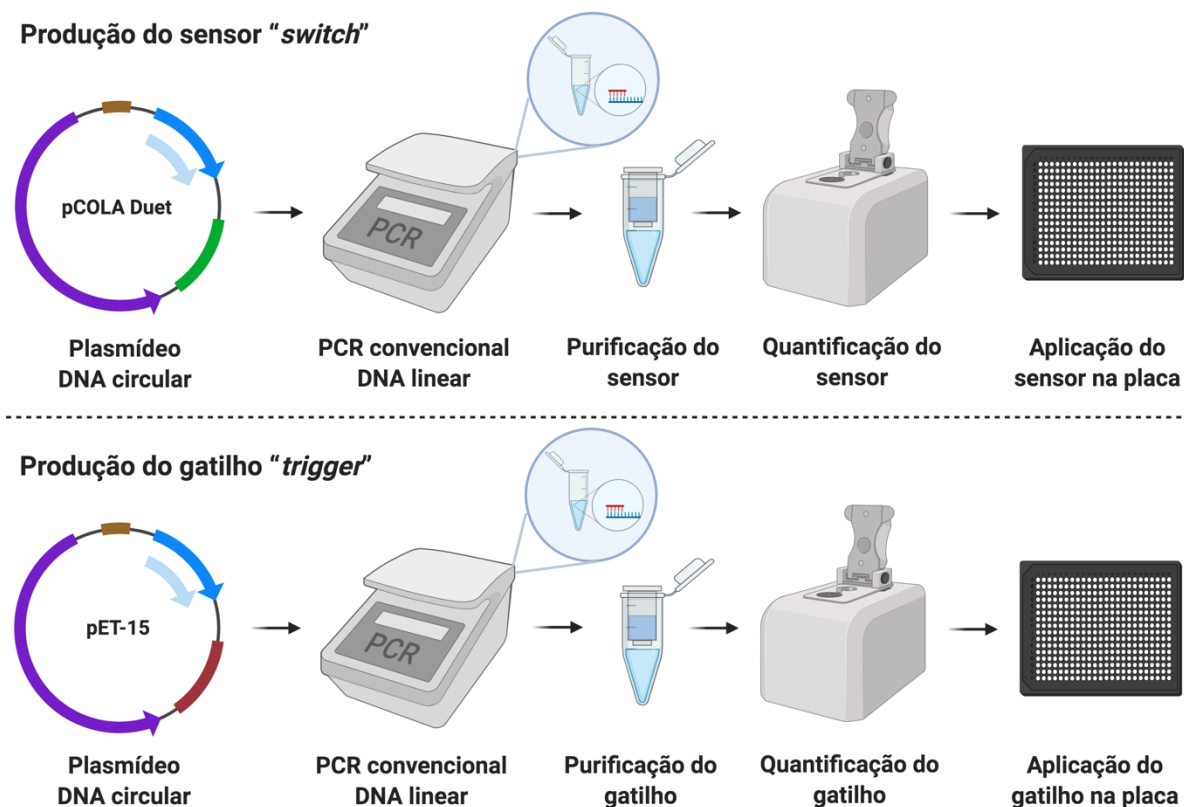 Produção do sensor “switch”
pCOLA Duet
PCR
Plasmídeo
DNA circular
PCR convencional
DNA linear
Purificação do
sensor
Quantificação do
sensor
Aplicação do
sensor na placa
Produção do gatilho “trigger”
pET-15
PCR
Plasmídeo
DNA circular
PCR convencional
DNA linear
Purificação do
gatilho
Quantificação do
gatilho
Aplicação do
gatilho na placa